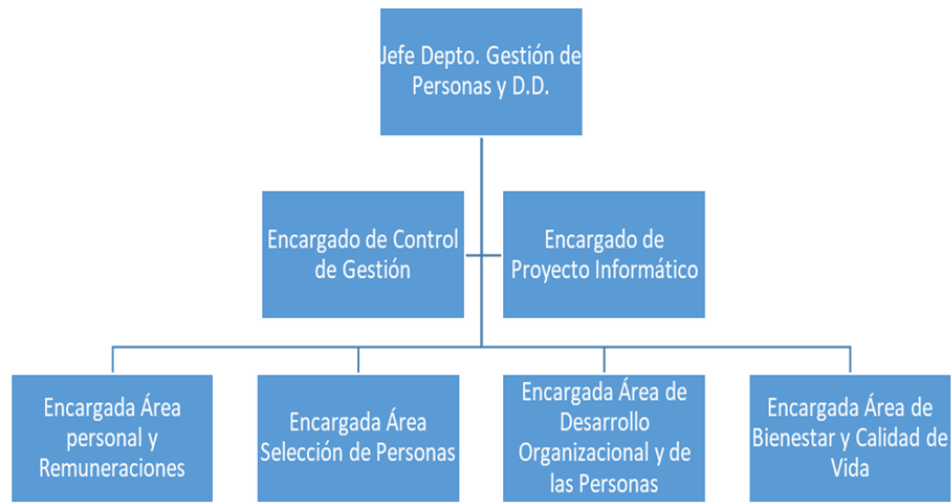 Jefe Depto. Gestión de
Personas y D.D.
Encargado de Control
de Gestión
Encargado de
Proyecto Informático
Encargada Área
personal y
Remuneraciones
Encargada Área
Selección de Personas
Encargada Área de
Desarrollo
Organizacional y de
las Personas
Encargada Área de
Bienestar y Calidad de
Vida